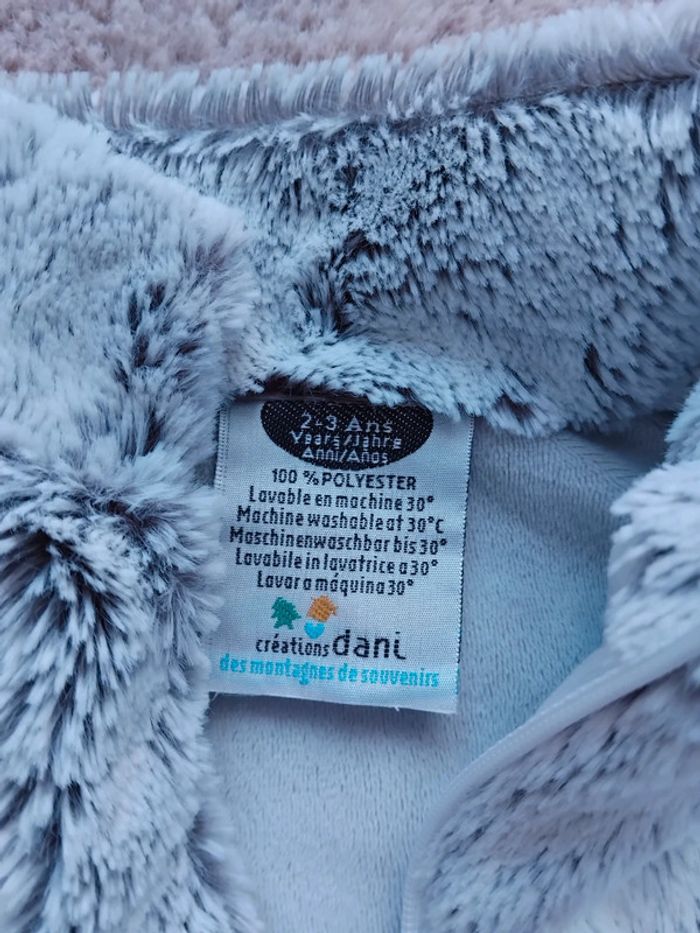 2-3 Ans
Years/Jahre
Anni/Años
100 % POLYESTER
Lavable en machine 30°
Machine washable at 30°C
Maschinenwaschbar bis 30°
Lavabile in lavatrice a 30°
Lavar a máquina 30°
créations dani
des montagnes de souvenirs